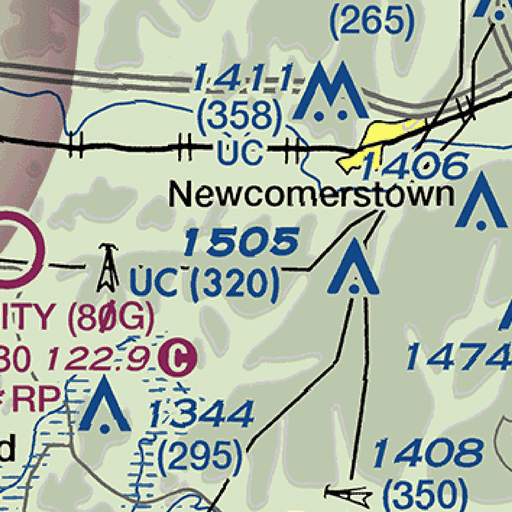 (265)
1411
(358)
UC
1406
Newcomerstown
1505
UC (320)
ITY (80G)
80 122.9 C
* RP
1474
1344
(295)
d
1408
(350)